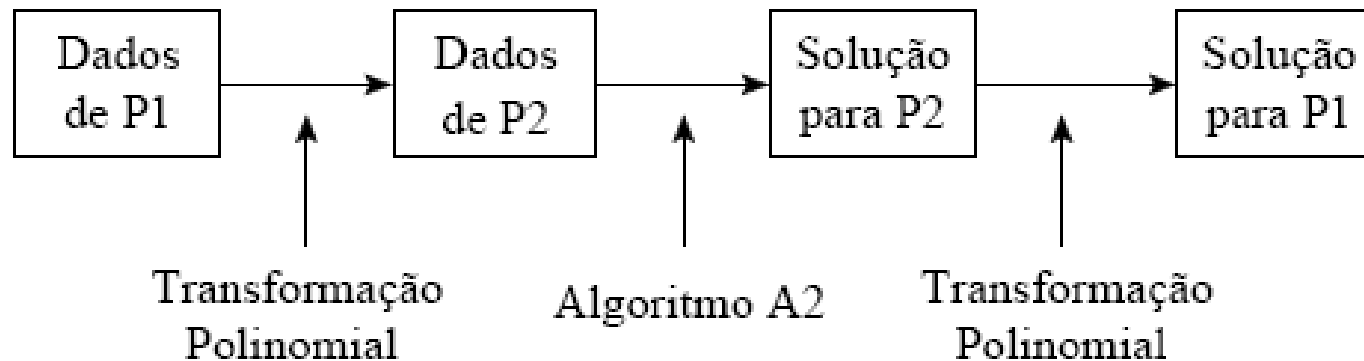 Dados
de P1
Dados
de P2
Solução
para P2
Solução
para P1
Transformação
Polinomial
Algoritmo A2
Transformação
Polinomial